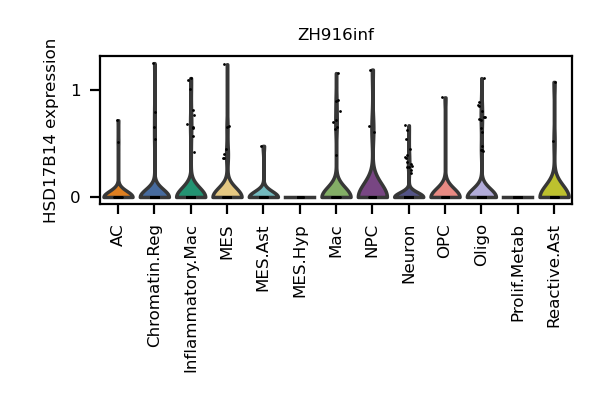 ZH916inf
HSD17B14 expression
1
0
AC
Chromatin.Reg
Inflammatory.Mac
MES
MES.Ast
MES.Hyp
Mac
NPC
Neuron
OPC
Oligo
Prolif.Metab
Reactive.Ast